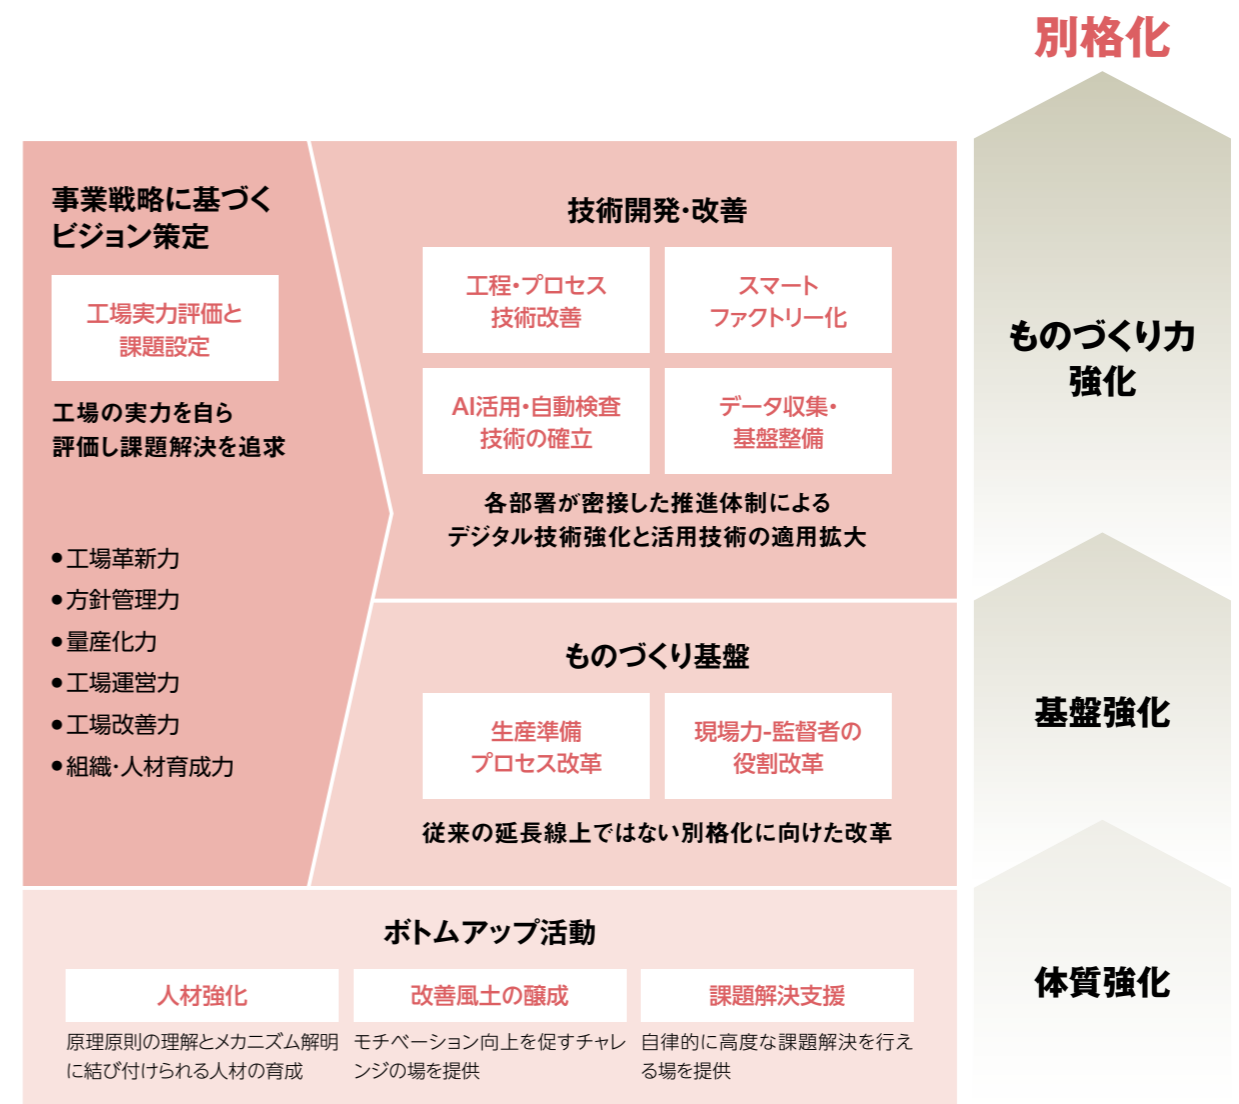 別格化
事業戦略に基づく
ビジョン策定
工場実力評価と
課題設定
工場の実力を自ら
評価し課題解決を追求
●工場革新力
●方針管理力
●量産化力
●工場運営力
●工場改善力
●組織・人材育成力
技術開発・改善
工程・プロセス
技術改善
スマート
ファクトリー化
AI活用・自動検査
技術の確立
データ収集・
基盤整備
各部署が密接した推進体制による
デジタル技術強化と活用技術の適用拡大
ものづくり基盤
生産準備
プロセス改革
現場力-監督者の
役割改革
従来の延長線上ではない別格化に向けた改革
ボトムアップ活動
人材強化
原理原則の理解とメカニズム解明
に結び付けられる人材の育成
改善風土の醸成
モチベーション向上を促すチャレ
ンジの場を提供
課題解決支援
自律的に高度な課題解決を行え
る場を提供
ものづくり力
強化
基盤強化
体質強化